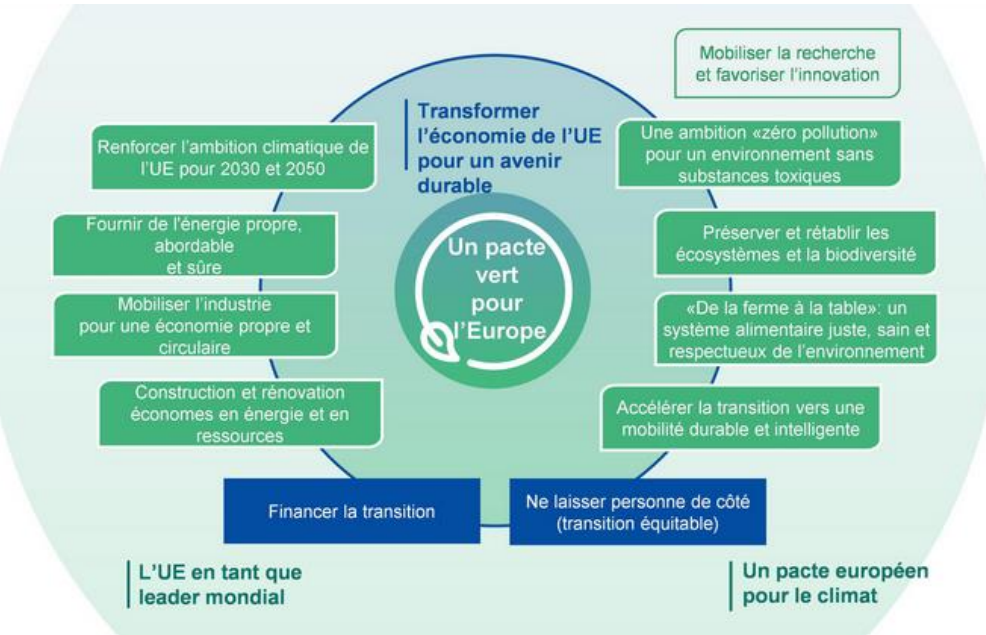 Mobiliser la recherche
et favoriser l'innovation
Transformer
l'économie de l'UE
pour un avenir
durable
Renforcer l'ambition climatique de
l'UE pour 2030 et 2050
Fournir de l'énergie propre,
abordable
et sûre
Mobiliser l'industrie
pour une économie propre et
circulaire
Construction et rénovation
économes en énergie et en
ressources
Un pacte
vert
pour
l'Europe
Une ambition «zéro pollution»
pour un environnement sans
substances toxiques
Préserver et rétablir les
écosystèmes et la biodiversité
«De la ferme à la table»: un
système alimentaire juste, sain et
respectueux de l'environnement
Accélérer la transition vers une
mobilité durable et intelligente
Financer la transition
Ne laisser personne de côté
(transition équitable)
L'UE en tant que
leader mondial
Un pacte européen
pour le climat